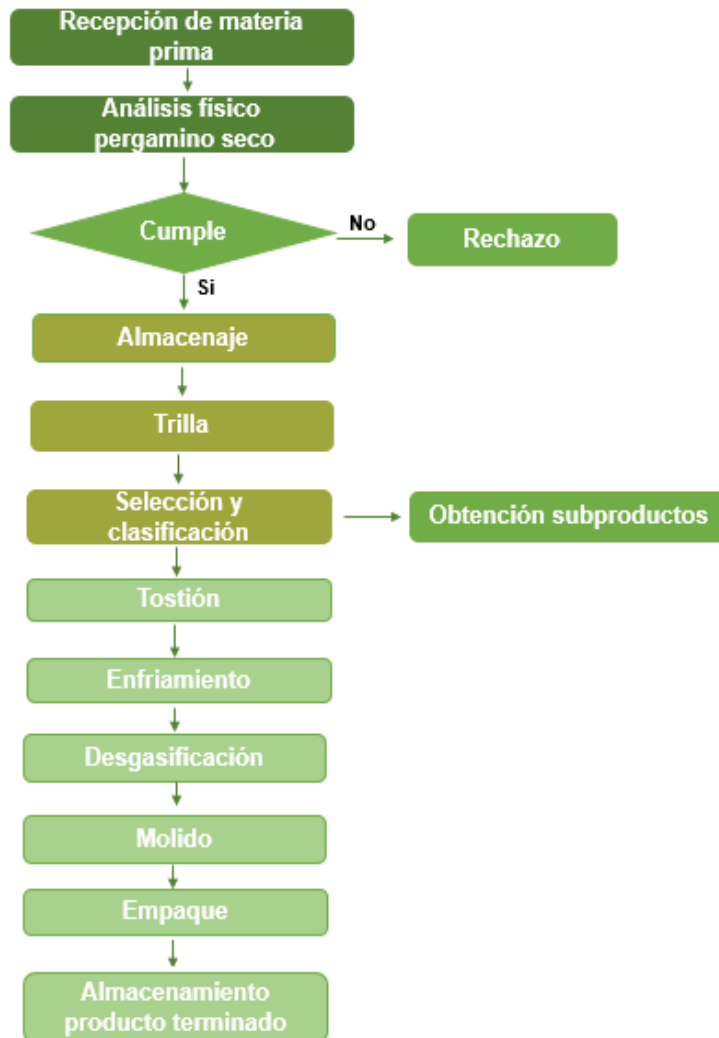 Recepción de materia
prima
Análisis físico
pergamino seco
Cumple
No
Rechazo
Si
Almacenaje
Trilla
Selección y
clasificación
Obtención subproductos
Tostión
Enfriamiento
Desgasificación
Molido
Empaque
Almacenamiento
producto terminado